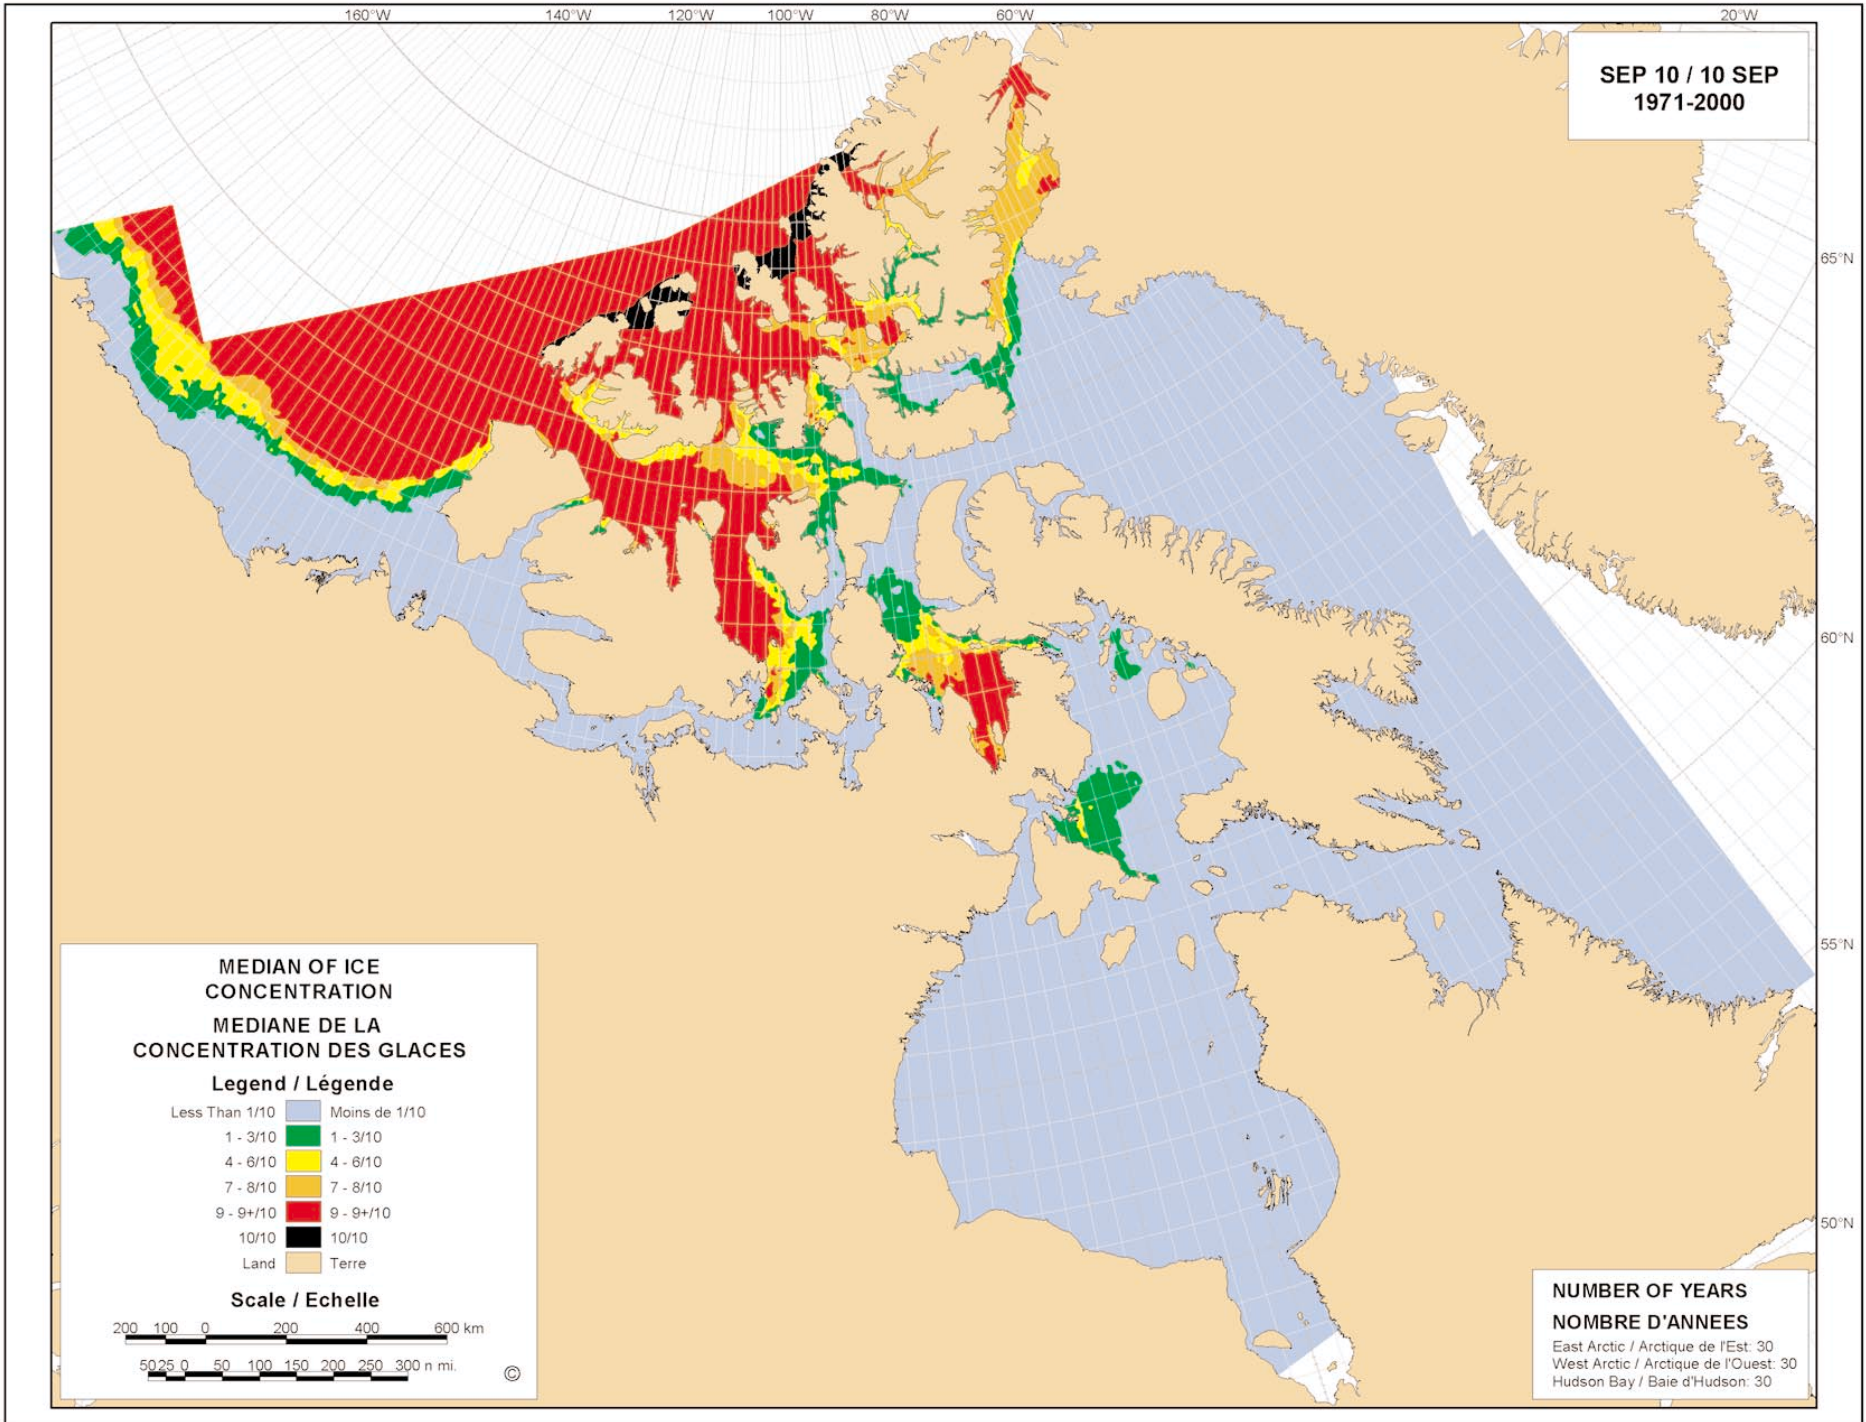 160°W 140°W 120°W 100°W 80°W 60°W 20°W
SEP 10 / 10 SEP
1971-2000
65°N
60°N
55°N
50°N
MEDIAN OF ICE
CONCENTRATION
MEDIANE DE LA
CONCENTRATION DES GLACES
Legend / Légende
Less Than 1/10 Moins de 1/10
1 - 3/10 1 - 3/10
4 - 6/10 4 - 6/10
7 - 8/10 7 - 8/10
9 - 9+/10 9 - 9+/10
10/10 10/10
Land Terre
Scale / Echelle
200 100 0 200 400 600 km
50 25 0 50 100 150 200 250 300 n mi.
©
NUMBER OF YEARS
NOMBRE D'ANNEES
East Arctic / Arctique de l'Est: 30
West Arctic / Arctique de l'Ouest: 30
Hudson Bay / Baie d'Hudson: 30